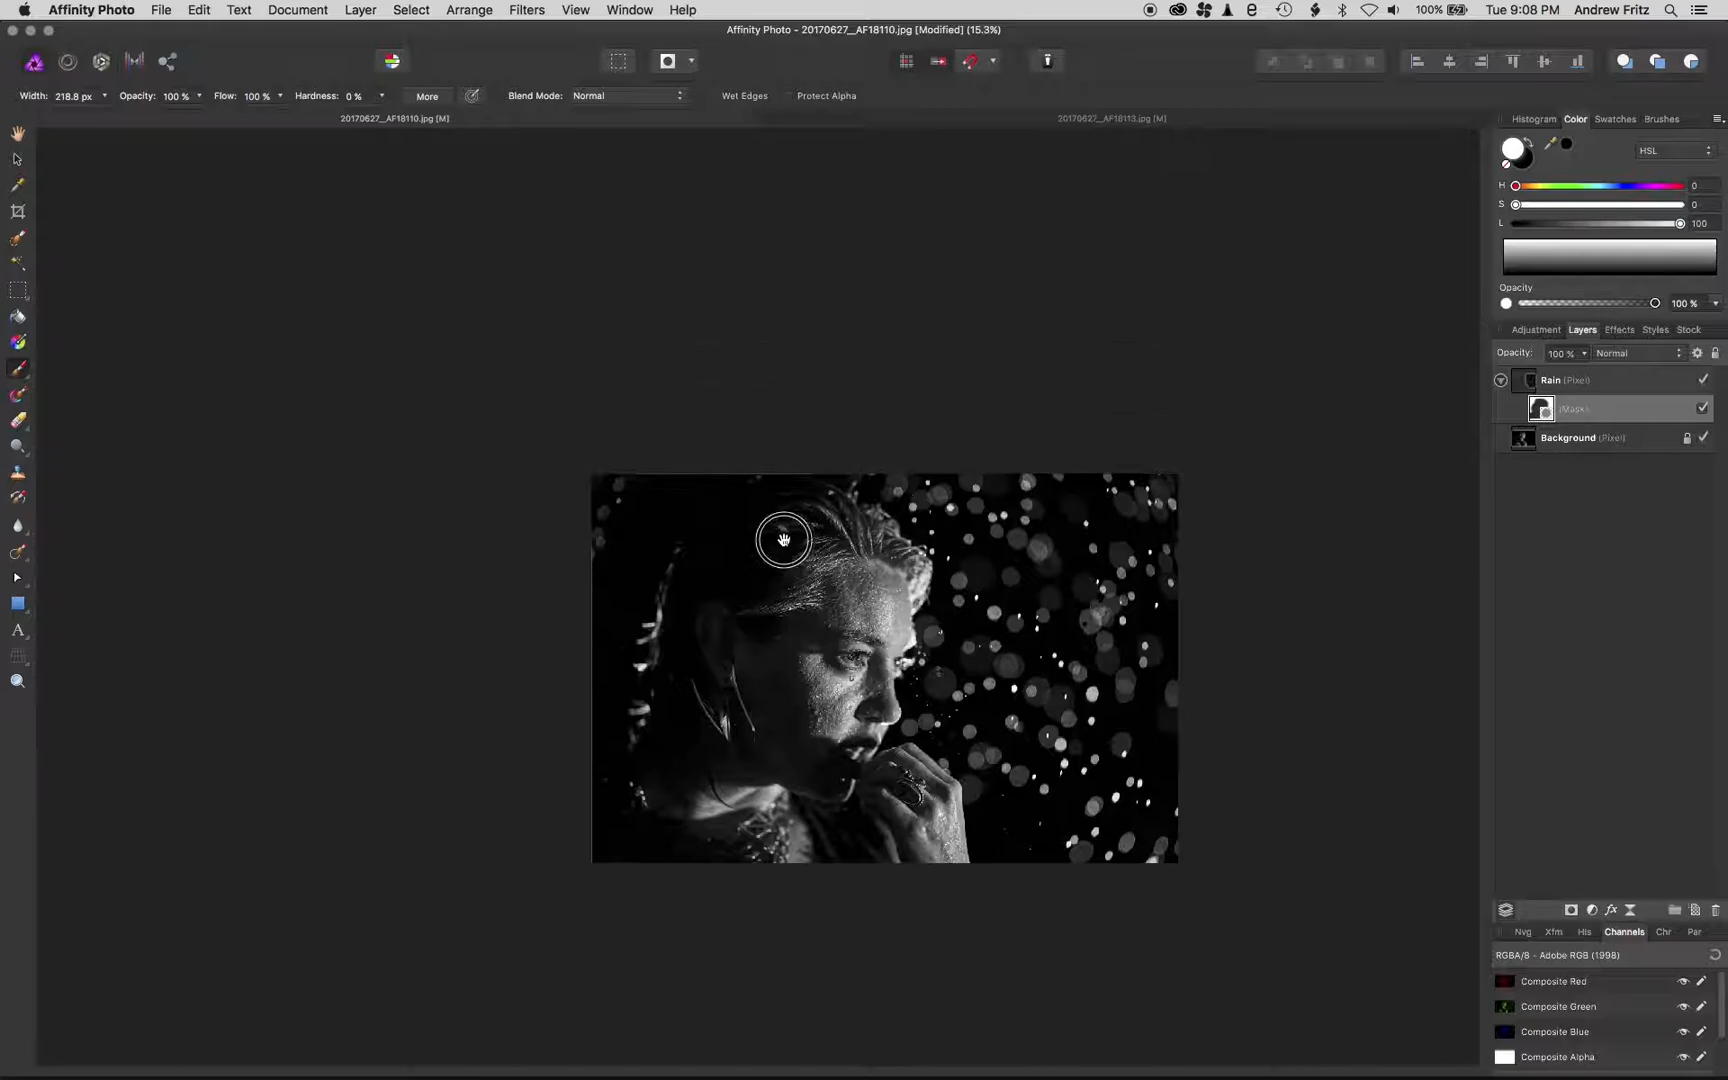 Affinity Photo File Edit Text Document Layer Select Arrange Filters View Window Help 100% Tue 9:08 PM Andrew Fritz
Affinity Photo - 20170627__AF18110.jpg [Modified] (15.3%)
Width: 218.8 px Opacity: 100 % Flow: 100 % Hardness: 0 % More Blend Mode: Normal Wet Edges Protect Alpha
20170627__AF18110.jpg [M] 20170627__AF18113.jpg [M]
Histogram Color Swatches Brushes
HSL
H 0
S 0
L 100
Opacity
100 %
Adjustment Layers Effects Styles Stock
Opacity: 100 % Normal
Rain (Pixel)
(Mask)
Background (Pixel)
A
fx
Nvg Xfm His Channels Chr Par
RGBA/8 - Adobe RGB (1998)
Composite Red
Composite Green
Composite Blue
Composite Alpha